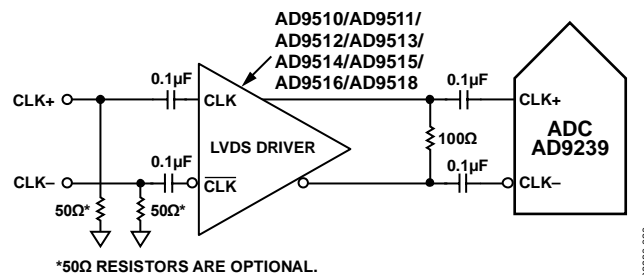 AD9510/AD9511/
AD9512/AD9513/
AD9514/AD9515/
AD9516/AD9518
0.1µF
0.1µF
CLK+
CLK
CLK+
LVDS DRIVER
100Ω
ADC
AD9239
0.1µF
0.1µF
CLK–
CLK
CLK–
50Ω*
50Ω*
*50Ω RESISTORS ARE OPTIONAL.